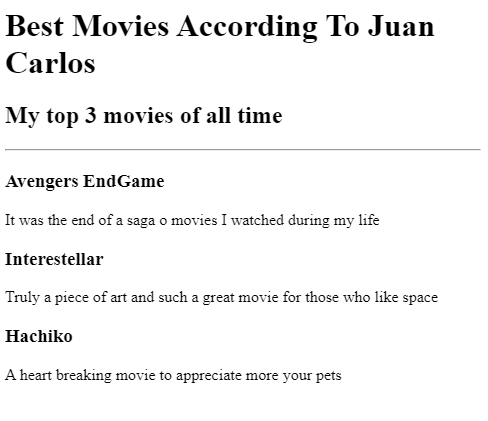 Best Movies According To Juan
Carlos
My top 3 movies of all time
Avengers EndGame
It was the end of a saga o movies I watched during my life
Interestellar
Truly a piece of art and such a great movie for those who like space
Hachiko
A heart breaking movie to appreciate more your pets